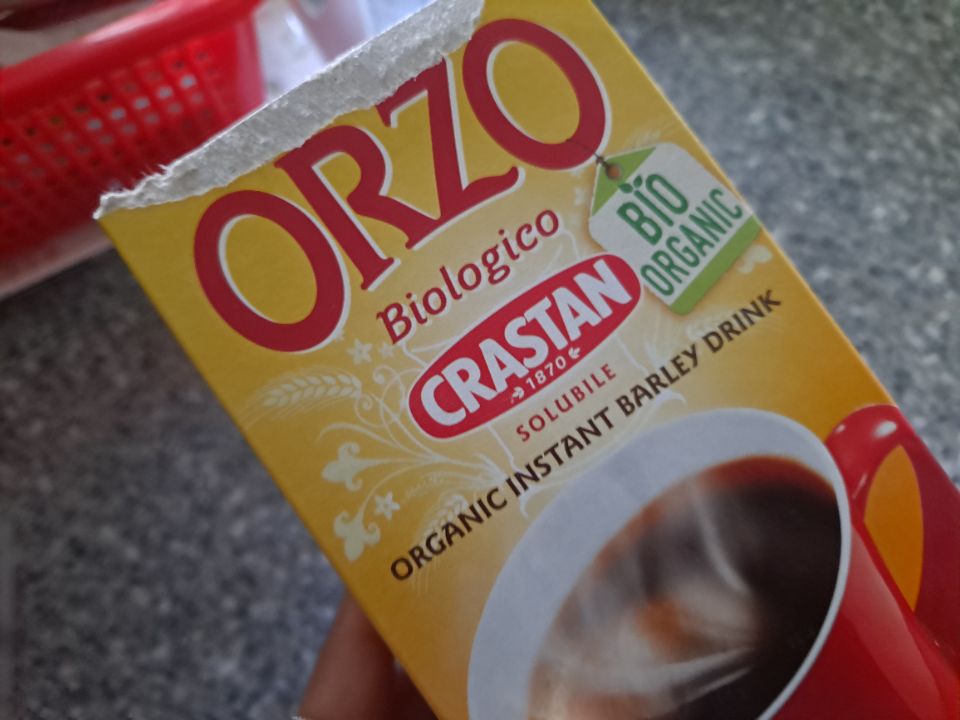 ORZO
Biologico
BIO
ORGANIC
CRASTAN
1870
SOLUBILE
ORGANIC INSTANT BARLEY DRINK